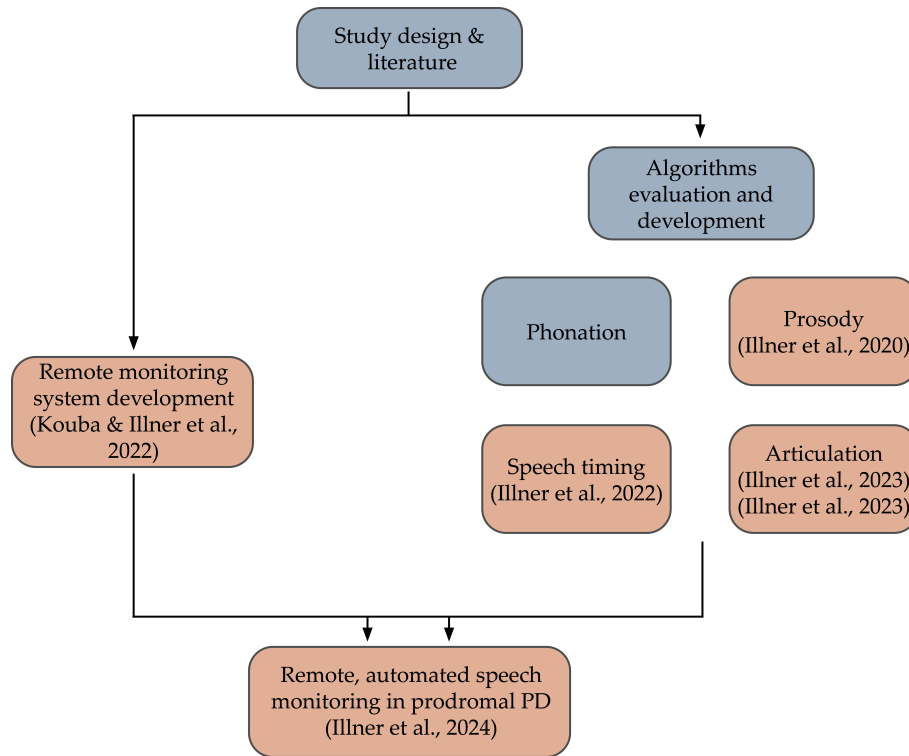 Study design &
literature
Algorithms
evaluation and
development
Phonation
Prosody
(Illner et al., 2020)
Remote monitoring
system development
(Kouba & Illner et al.,
2022)
Speech timing
(Illner et al., 2022)
Articulation
(Illner et al., 2023)
(Illner et al., 2023)
Remote, automated speech
monitoring in prodromal PD
(Illner et al., 2024)